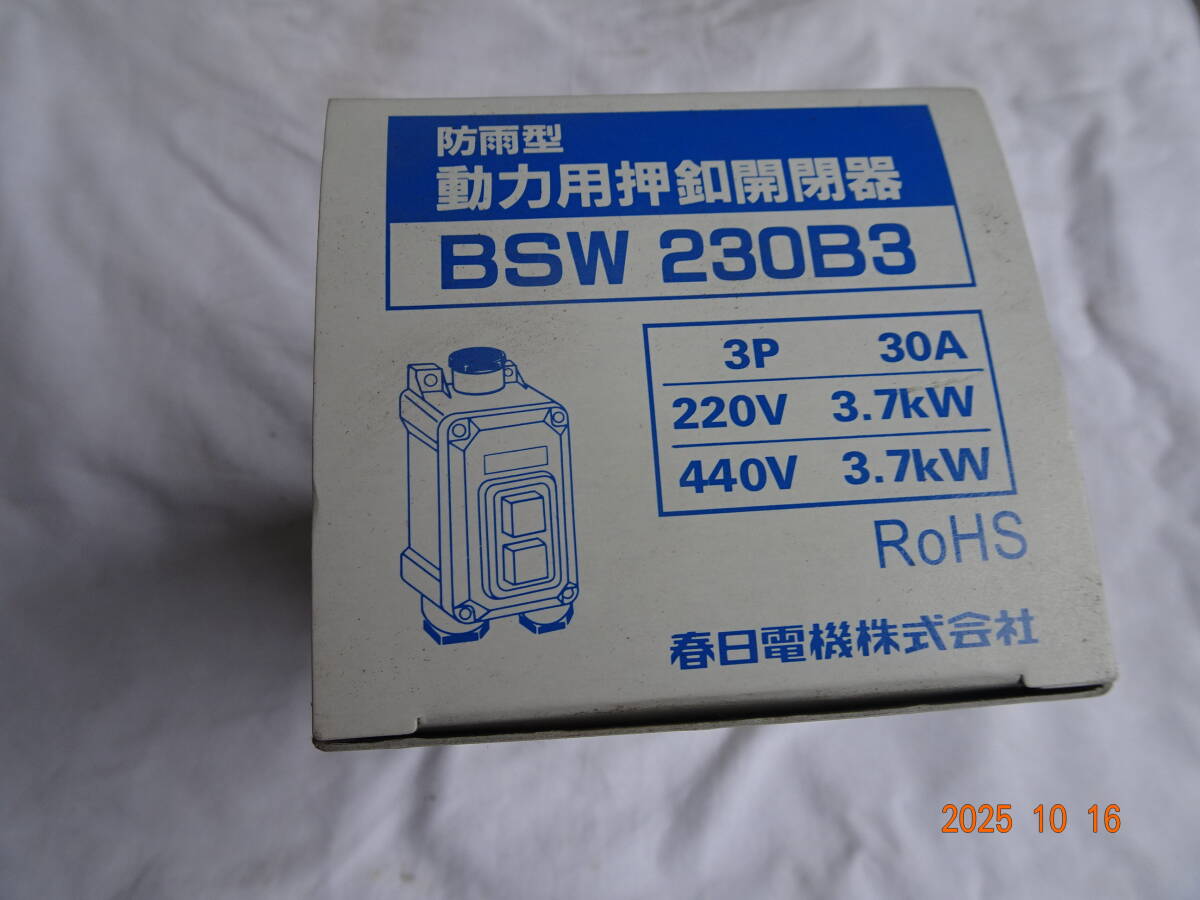 防雨型
動力用押釦開閉器
BSW 230B3
3P 30A
220V 3.7kW
440V 3.7kW
RoHS
春日電機株式会社
2025 10 16